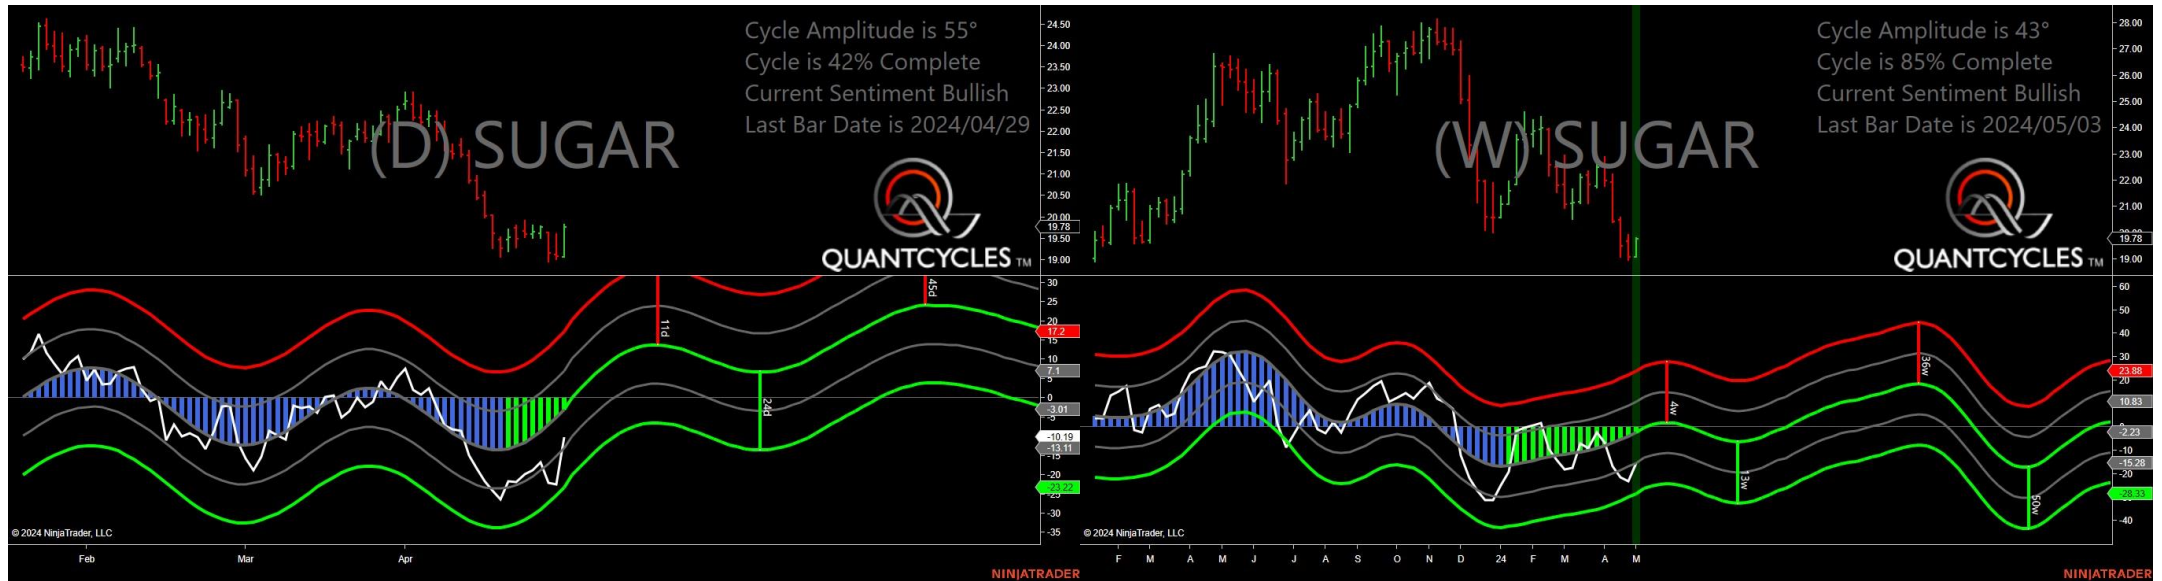 Cycle Amplitude is 55°
Cycle is 42% Complete
Current Sentiment Bullish
Last Bar Date is 2024/04/29
(D) SUGAR
QUANTCYCLES TM
24.50
24.00
23.50
23.00
22.50
22.00
21.50
21.00
20.50
20.00
19.78
19.50
19.00
11d
24d
45d
30
25
20
17.2
15
10
7.1
5
0
-3.01
-5
-10.19
-13.11
-15
-20
-23.22
-25
-30
-35
© 2024 NinjaTrader, LLC
Feb Mar Apr
NINJATRADER
Cycle Amplitude is 43°
Cycle is 85% Complete
Current Sentiment Bullish
Last Bar Date is 2024/05/03
(W) SUGAR
QUANTCYCLES TM
28.00
27.00
26.00
25.00
24.00
23.00
22.00
21.00
20.00
19.78
19.00
4w
13w
36w
50w
60
50
40
30
23.88
20
10.83
0
-2.23
-10
-15.28
-20
-28.33
-40
© 2024 NinjaTrader, LLC
F M A M J J A S O N D 24 F M A M
NINJATRADER